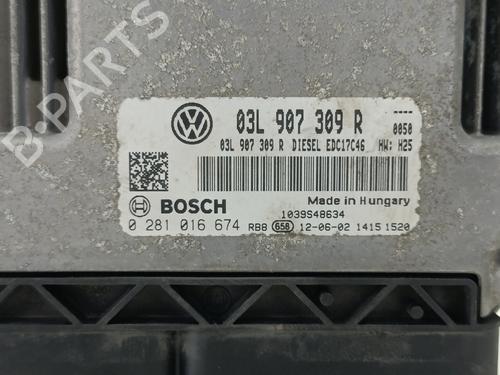 B-PARTS
03L 907 309 R
----
0050
03L 907 309 R DIESEL EDC17C46 HW: H25
Made in Hungary
BOSCH
1039S48634
0 281 016 674 RBB 658 12-06-02 1415 1520